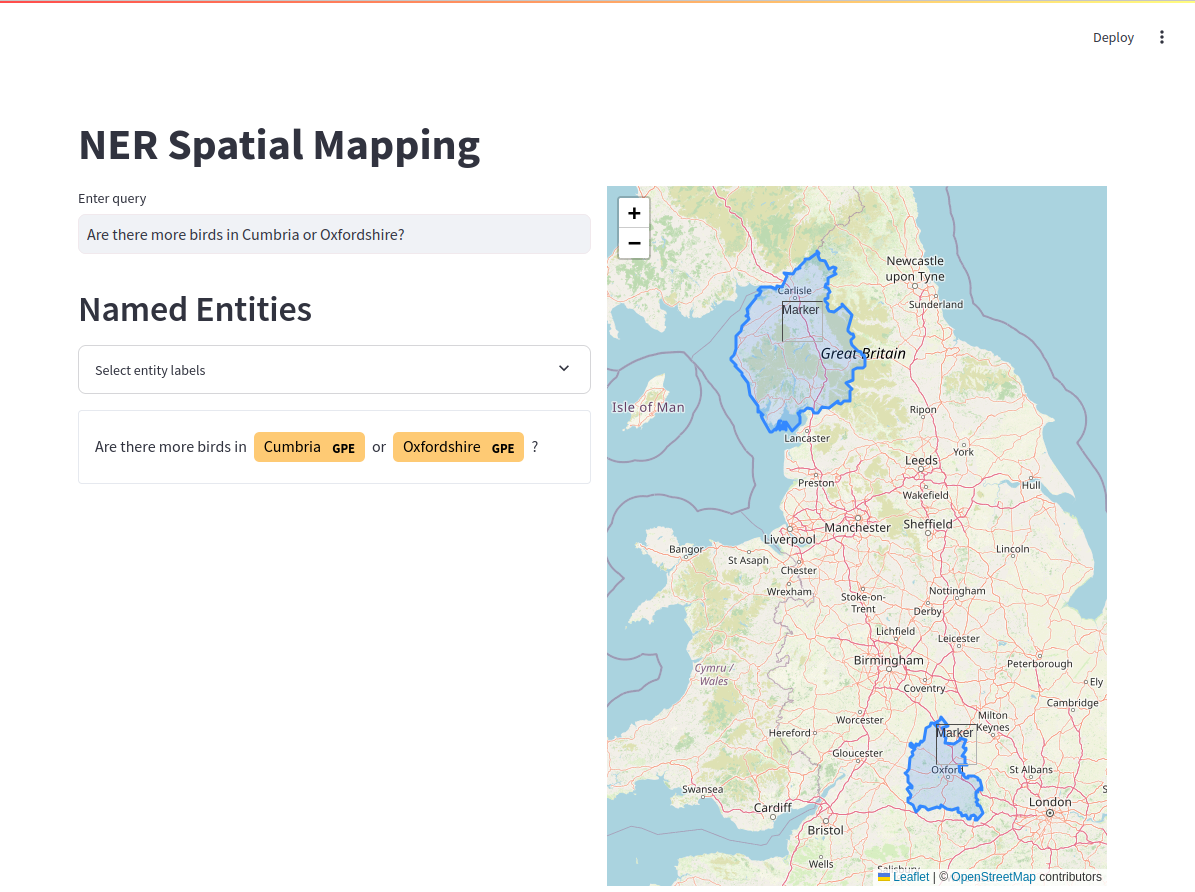 Deploy
NER Spatial Mapping
Enter query
Are there more birds in Cumbria or Oxfordshire?
Named Entities
Select entity labels
Are there more birds in Cumbria GPE or Oxfordshire GPE ?
+
−
Newcastle
upon Tyne
Carlisle
Sunderland
Marker
Great Britain
Isle of Man
Ripon
Lancaster
York
Leeds
Preston
Hull
Wakefield
Manchester
Sheffield
Liverpool
Bangor
Lincoln
St Asaph
Chester
Wrexham
Nottingham
Stoke-on-
Trent
Derby
Lichfield
Leicester
Birmingham
Peterborough
Cymru /
Wales
Ely
Coventry
Cambridge
Worcester
Milton
Keynes
Hereford
Marker
Gloucester
Oxford
St Albans
Swansea
London
Cardiff
Bristol
Wells
Leaflet | © OpenStreetMap contributors